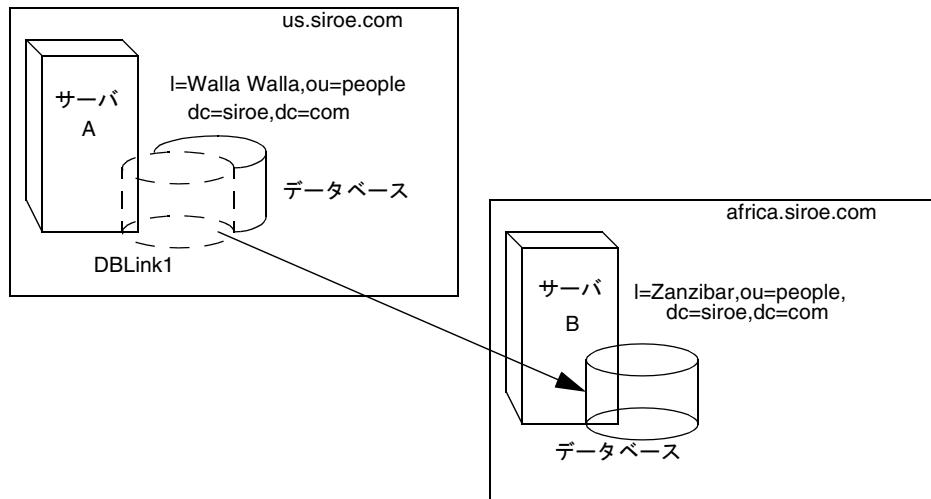 us.siroe.com
サーバ
A
l=Walla Walla,ou=people
dc=siroe,dc=com
データベース
DBLink1
africa.siroe.com
サーバ
B
l=Zanzibar,ou=people,
dc=siroe,dc=com
データベース